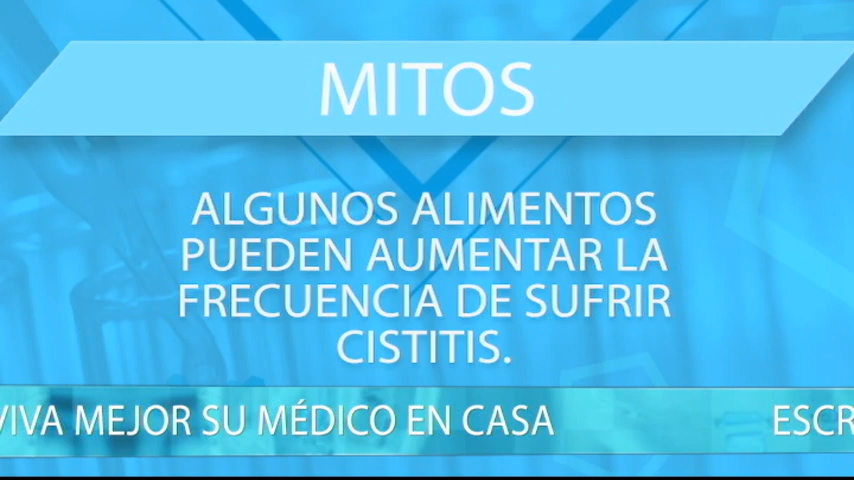 MITOS
ALGUNOS ALIMENTOS
PUEDEN AUMENTAR LA
FRECUENCIA DE SUFRIR
CISTITIS.
VIVA MEJOR SU MÉDICO EN CASA